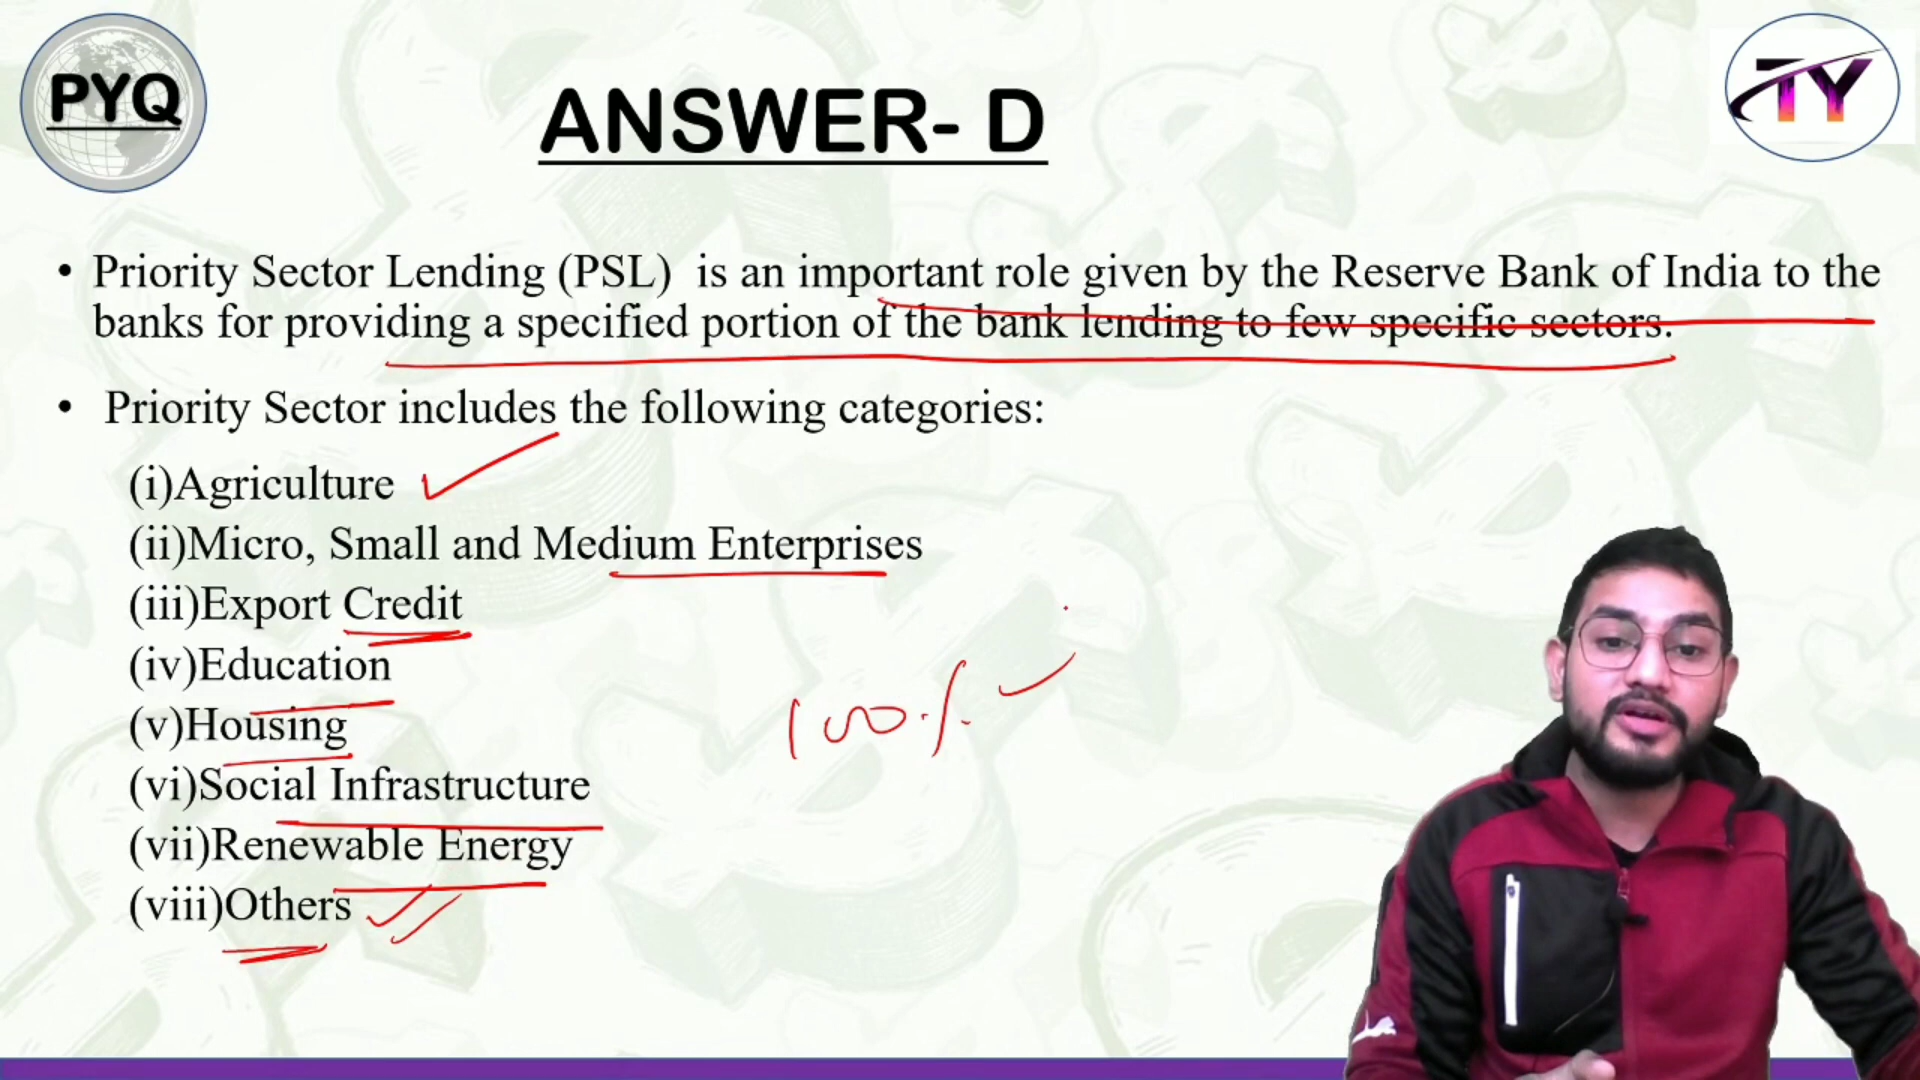 PYQ
TY
ANSWER- D
• Priority Sector Lending (PSL) is an important role given by the Reserve Bank of India to the
banks for providing a specified portion of the bank lending to few specific sectors.
• Priority Sector includes the following categories:
(i)Agriculture
(ii)Micro, Small and Medium Enterprises
(iii)Export Credit
(iv)Education
(v)Housing
(vi)Social Infrastructure
(vii)Renewable Energy
(viii)Others
100%